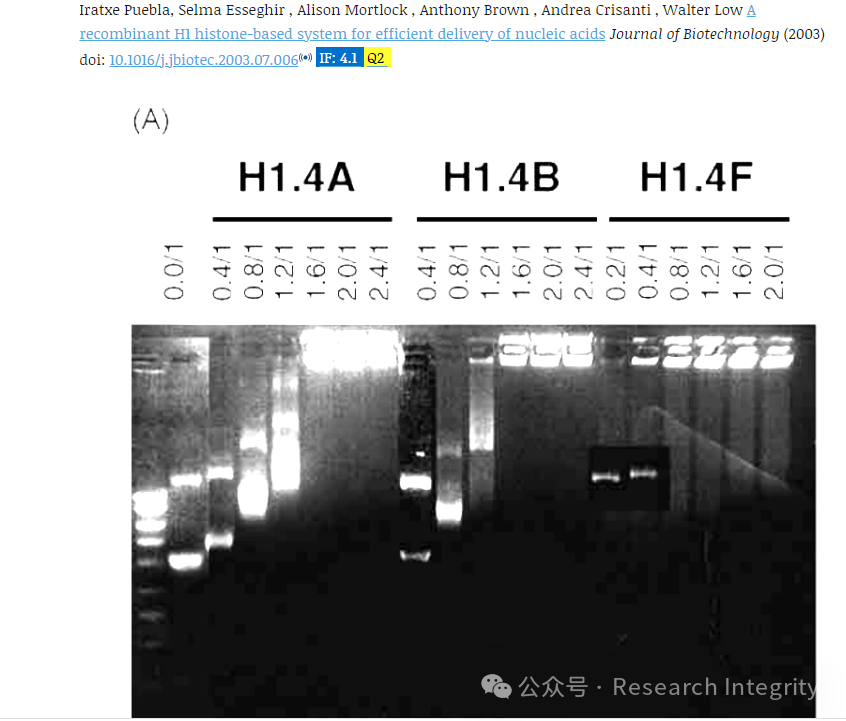 Iratxe Puebla, Selma Esseghir , Alison Mortlock , Anthony Brown , Andrea Crisanti , Walter Low A
recombinant H1 histone-based system for efficient delivery of nucleic acids Journal of Biotechnology (2003)
doi: 10.1016/j.jbiotec.2003.07.006 IF: 4.1 Q2
(A)
H1.4A H1.4B H1.4F
0.0/1 0.4/1 0.8/1 1.2/1 1.6/1 2.0/1 2.4/1 0.4/1 0.8/1 1.2/1 1.6/1 2.0/1 2.4/1 0.2/1 0.4/1 0.8/1 1.2/1 1.6/1 2.0/1
公众号 · Research Integrity